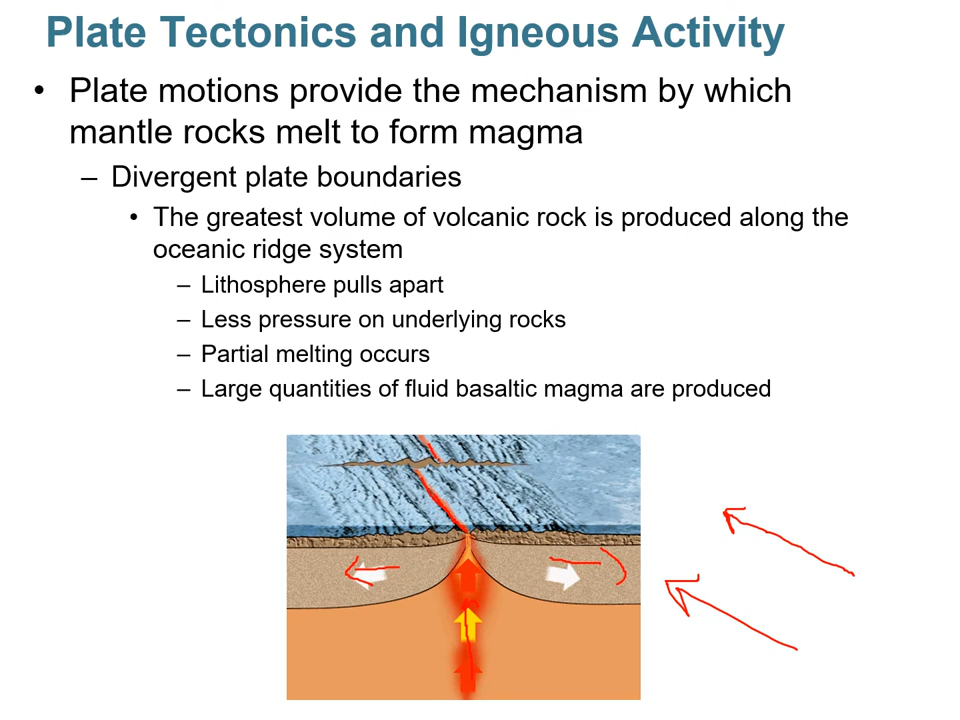 Plate Tectonics and Igneous Activity
• Plate motions provide the mechanism by which
mantle rocks melt to form magma
– Divergent plate boundaries
• The greatest volume of volcanic rock is produced along the
oceanic ridge system
– Lithosphere pulls apart
– Less pressure on underlying rocks
– Partial melting occurs
– Large quantities of fluid basaltic magma are produced